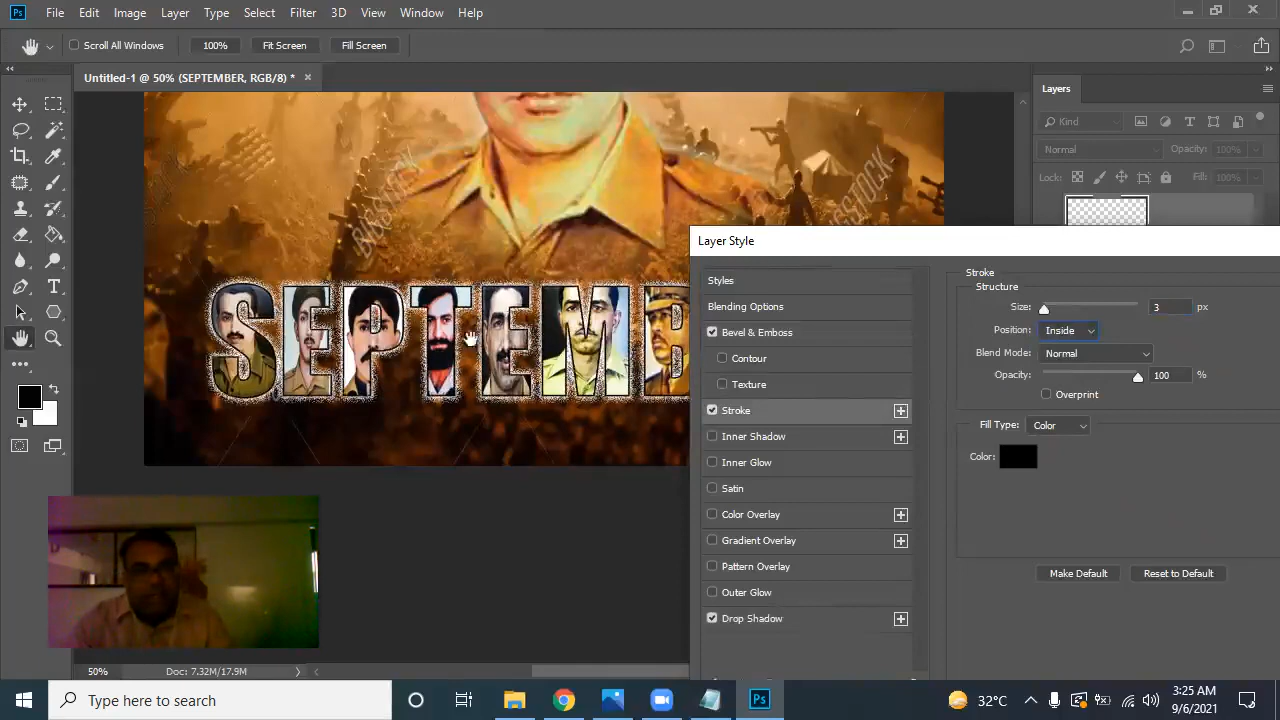 Ps File Edit Image Layer Type Select Filter 3D View Window Help
Scroll All Windows 100% Fit Screen Fill Screen
Untitled-1 @ 50% (SEPTEMBER, RGB/8) * ×
Layers
Kind
Normal Opacity: 100%
Lock: Fill: 100%
BIGSTOCK
BIGSTOCK
SEPTEMB
Layer Style
Styles
Blending Options
Bevel & Emboss
Contour
Texture
Stroke
Inner Shadow
Inner Glow
Satin
Color Overlay
Gradient Overlay
Pattern Overlay
Outer Glow
Drop Shadow
Stroke
Structure
Size: 3 px
Position: Inside
Blend Mode: Normal
Opacity: 100 %
Overprint
Fill Type: Color
Color:
Make Default Reset to Default
50% Doc: 7.32M/17.9M
Type here to search
Ps
32°C
3:25 AM
9/6/2021